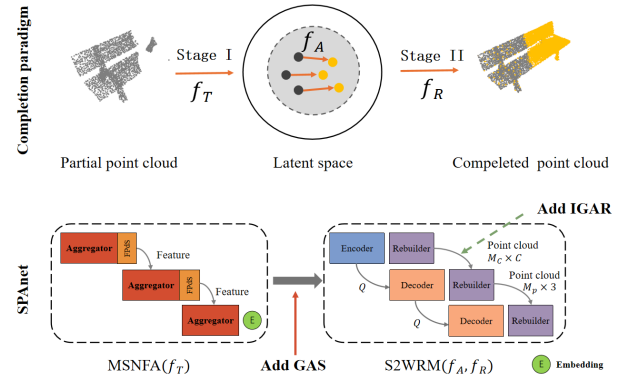 Completion paradigm
Stage I
f_T
f_A
Stage II
f_R
Partial point cloud
Latent space
Compeleted point cloud
SPAnet
Aggregator
FPdS
Feature
Aggregator
FPdS
Feature
Aggregator
E
MSNFA(f_T)
Add GAS
Add IGAR
Encoder
Rebuilder
Point cloud
M_C × C
Q
Decoder
Rebuilder
Point cloud
M_p × 3
Q
Decoder
Rebuilder
S2WRM(f_A, f_R)
E Embedding